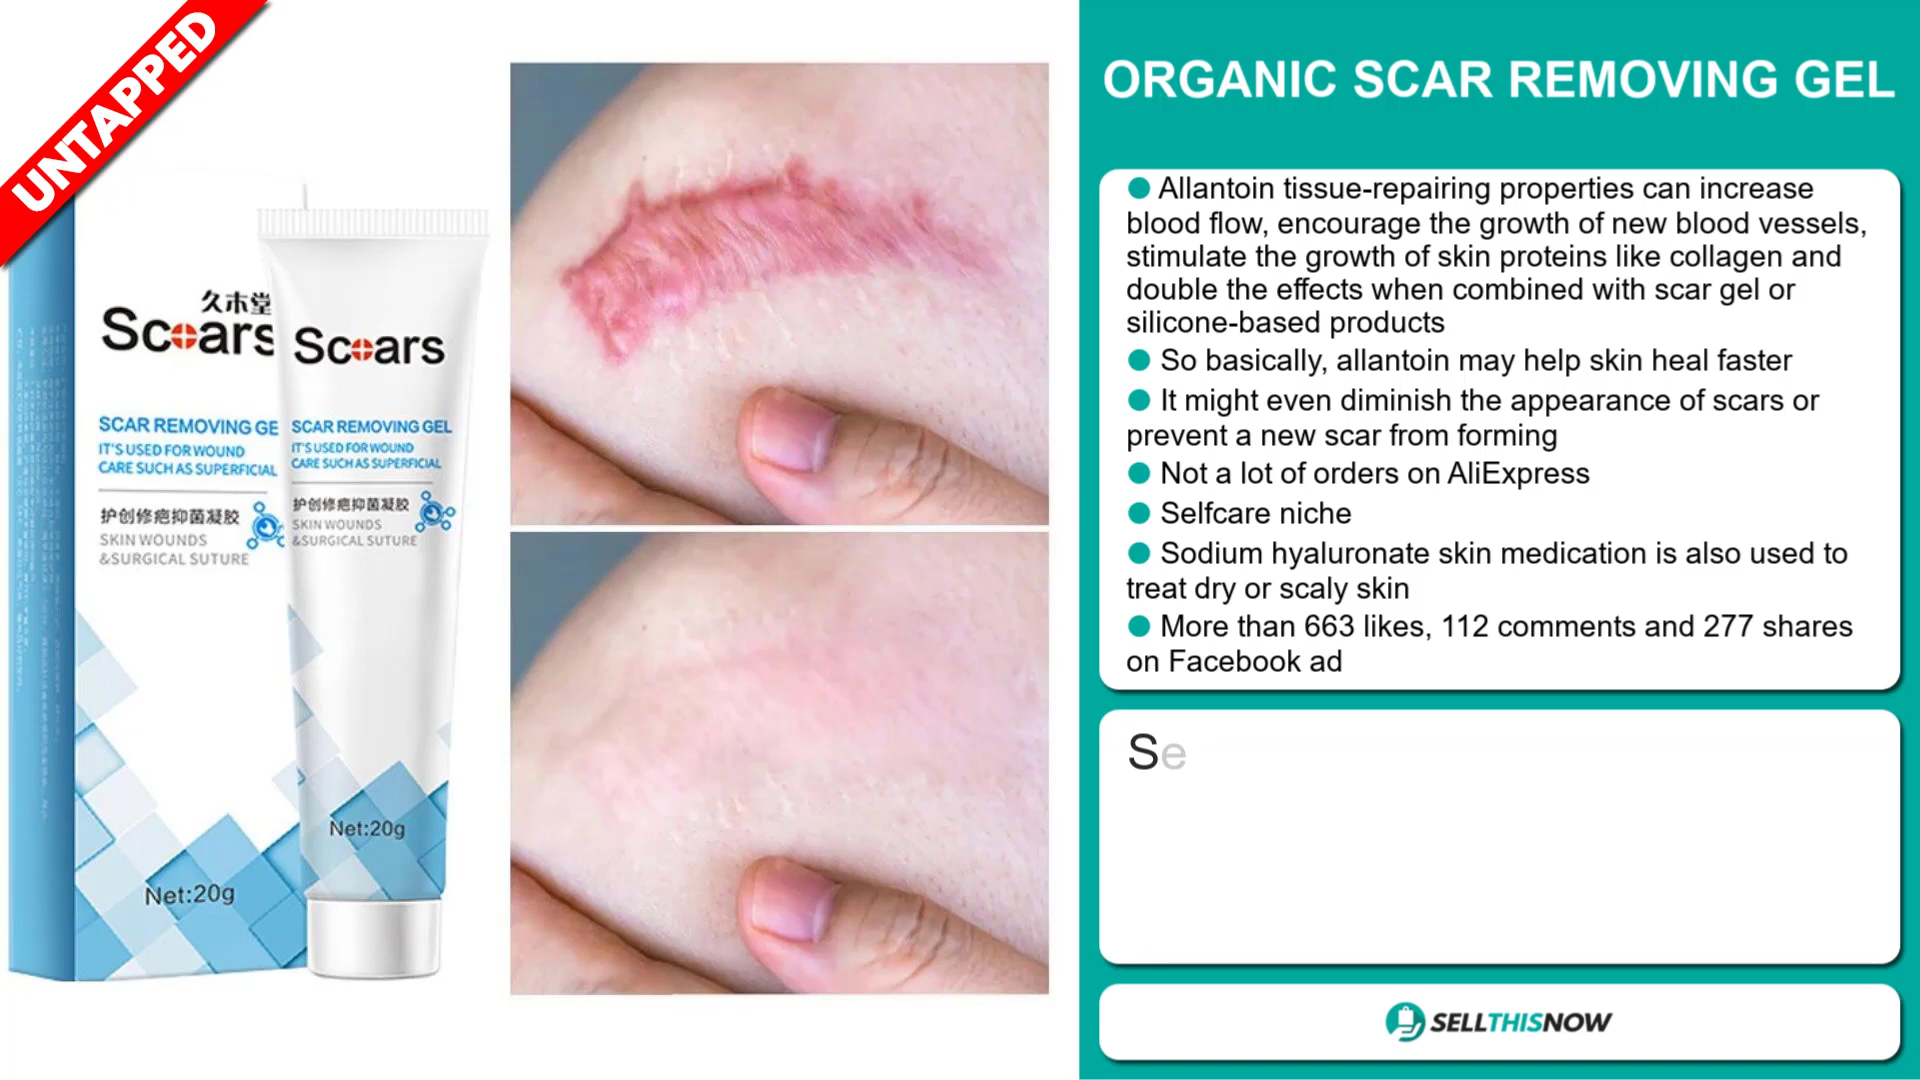 UNTAPPED
久木堂
Scars
SCAR REMOVING GE
IT'S USED FOR WOUND
CARE SUCH AS SUPERFICIAL
护创修疤抑菌凝胶
SKIN WOUNDS
&SURGICAL SUTURE
Net:20g
Scars
SCAR REMOVING GEL
IT'S USED FOR WOUND
CARE SUCH AS SUPERFICIAL
护创修疤抑菌凝胶
SKIN WOUNDS
&SURGICAL SUTURE
Net:20g
ORGANIC SCAR REMOVING GEL
● Allantoin tissue-repairing properties can increase
blood flow, encourage the growth of new blood vessels,
stimulate the growth of skin proteins like collagen and
double the effects when combined with scar gel or
silicone-based products
● So basically, allantoin may help skin heal faster
● It might even diminish the appearance of scars or
prevent a new scar from forming
● Not a lot of orders on AliExpress
● Selfcare niche
● Sodium hyaluronate skin medication is also used to
treat dry or scaly skin
● More than 663 likes, 112 comments and 277 shares
on Facebook ad
Se
SELLTHISNOW